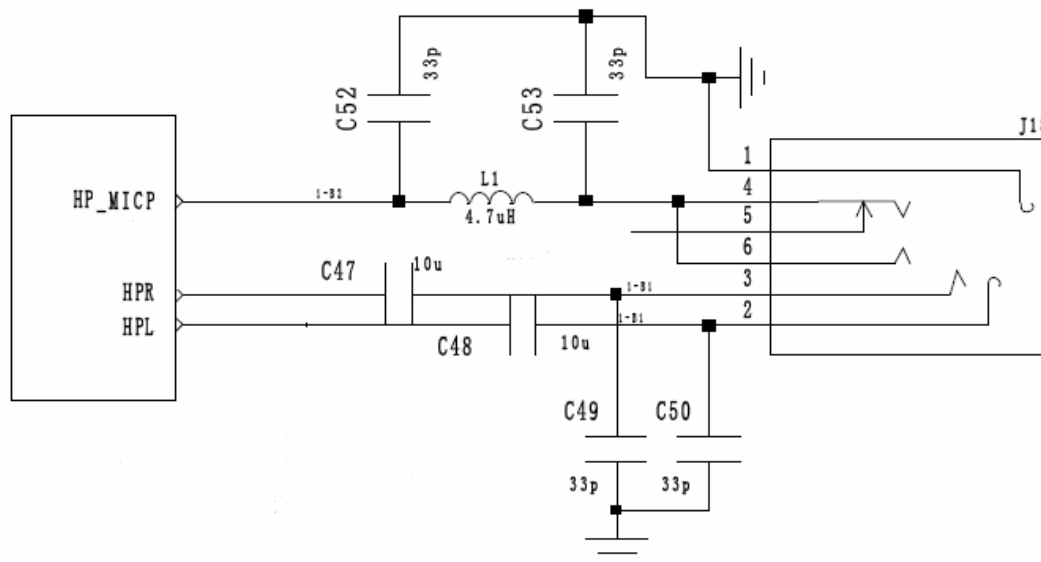 33p
33p
C52
C53
J1
1
HP_MICP
1-B2
L1
4.7uH
4
5
6
C47
10u
HPR
1-B1
3
HPL
1-B1
2
C48
10u
C49
C50
33p
33p